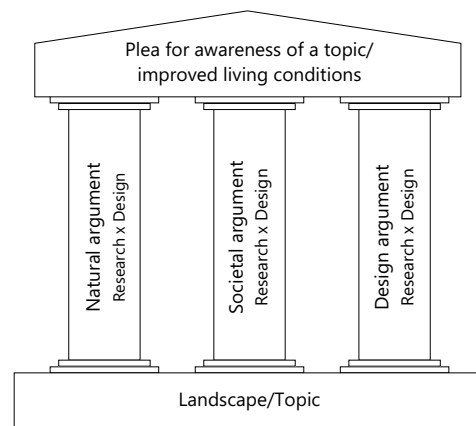 Plea for awareness of a topic/
improved living conditions
Natural argument
Research x Design
Societal argument
Research x Design
Design argument
Research x Design
Landscape/Topic